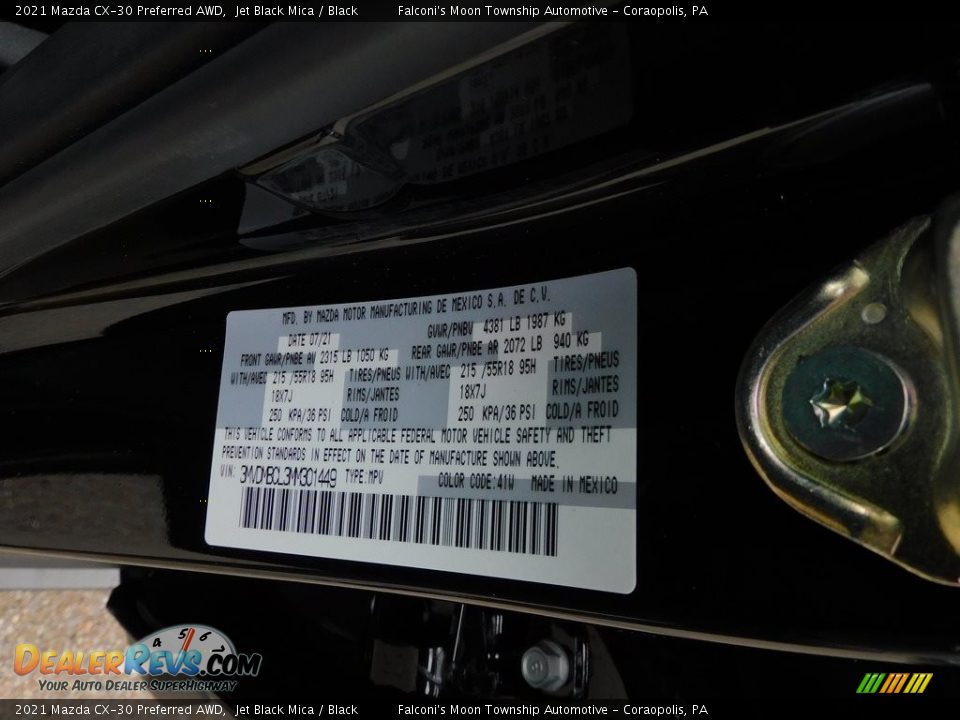 2021 Mazda CX-30 Preferred AWD,  Jet Black Mica / Black  Falconi's Moon Township Automotive - Coraopolis, PA
MFD. BY MAZDA MOTOR MANUFACTURING DE MEXICO S.A. DE C.V.
DATE 07/21  GVWR/PNBV 4381 LB 1987 KG
FRONT GAWR/PNBE AV 2315 LB 1050 KG  REAR GAWR/PNBE AR 2072 LB 940 KG
WITH/AVEC 215 /55R18 95H TIRES/PNEUS WITH/AVEC 215 /55R18 95H TIRES/PNEUS
18X7J RIMS/JANTES 18X7J RIMS/JANTES
250 KPA/36 PSI COLD/A FROID 250 KPA/36 PSI COLD/A FROID
THIS VEHICLE CONFORMS TO ALL APPLICABLE FEDERAL MOTOR VEHICLE SAFETY AND THEFT
PREVENTION STANDARDS IN EFFECT ON THE DATE OF MANUFACTURE SHOWN ABOVE.
VIN: 3MVDMBCL3MM301449 TYPE:MPV COLOR CODE:41W MADE IN MEXICO
4 5 6
DEALERREVS.COM
YOUR AUTO DEALER SUPERHIGHWAY
2021 Mazda CX-30 Preferred AWD,  Jet Black Mica / Black  Falconi's Moon Township Automotive - Coraopolis, PA